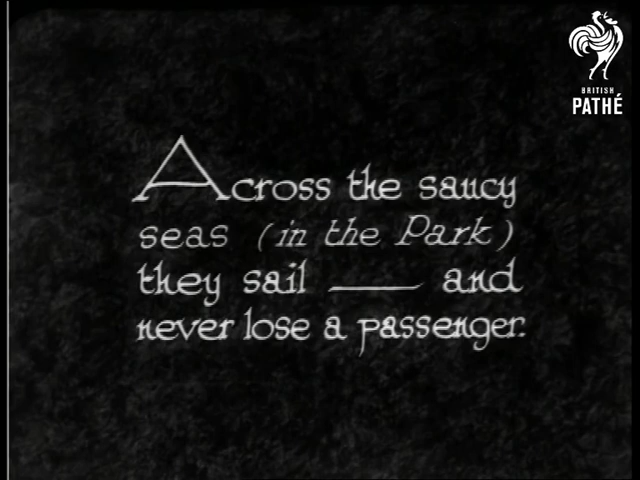 BRITISH
PATHÉ
Across the saucy
seas (in the Park)
they sail —— and
never lose a passenger.